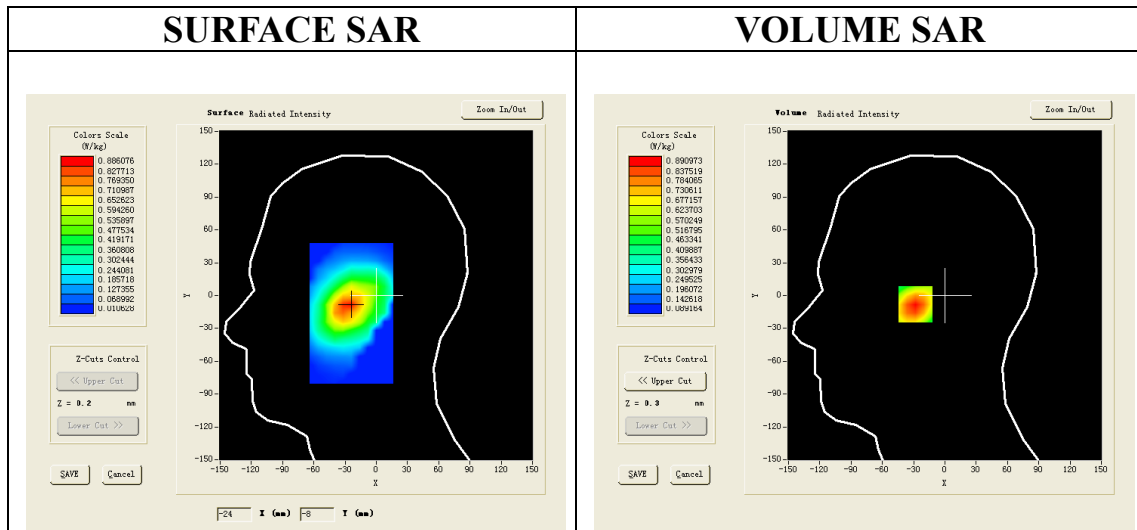 SURFACE SAR
VOLUME SAR
Surface Radiated Intensity
Zoom In/Out
Colors Scale
(W/kg)
0.886076
0.827713
0.769350
0.710987
0.652623
0.594260
0.535897
0.477534
0.419171
0.360808
0.302444
0.244081
0.185718
0.127355
0.068992
0.010628
150
120
90
60
30
0
-30
-60
-90
-120
-150
Y
-150 -120 -90 -60 -30 0 30 60 90 120 150
X
Z-Cuts Control
<< Upper Cut
Z = 0.2 mm
Lower Cut >>
SAVE Cancel
-24 X (mm) -8 Y (mm)
Volume Radiated Intensity
Zoom In/Out
Colors Scale
(W/kg)
0.890973
0.837519
0.784065
0.730611
0.677157
0.623703
0.570249
0.516795
0.463341
0.409887
0.356433
0.302979
0.249525
0.196072
0.142618
0.089164
150
120
90
60
30
0
-30
-60
-90
-120
-150
Y
-150 -120 -90 -60 -30 0 30 60 90 120 150
X
Z-Cuts Control
<< Upper Cut
Z = 0.3 mm
Lower Cut >>
SAVE Cancel